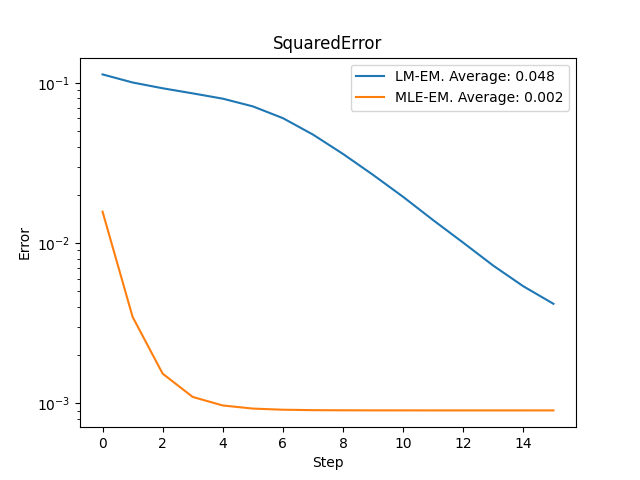 SquaredError
LM-EM. Average: 0.048
MLE-EM. Average: 0.002
10⁻¹
10⁻²
10⁻³
Error
0 2 4 6 8 10 12 14
Step